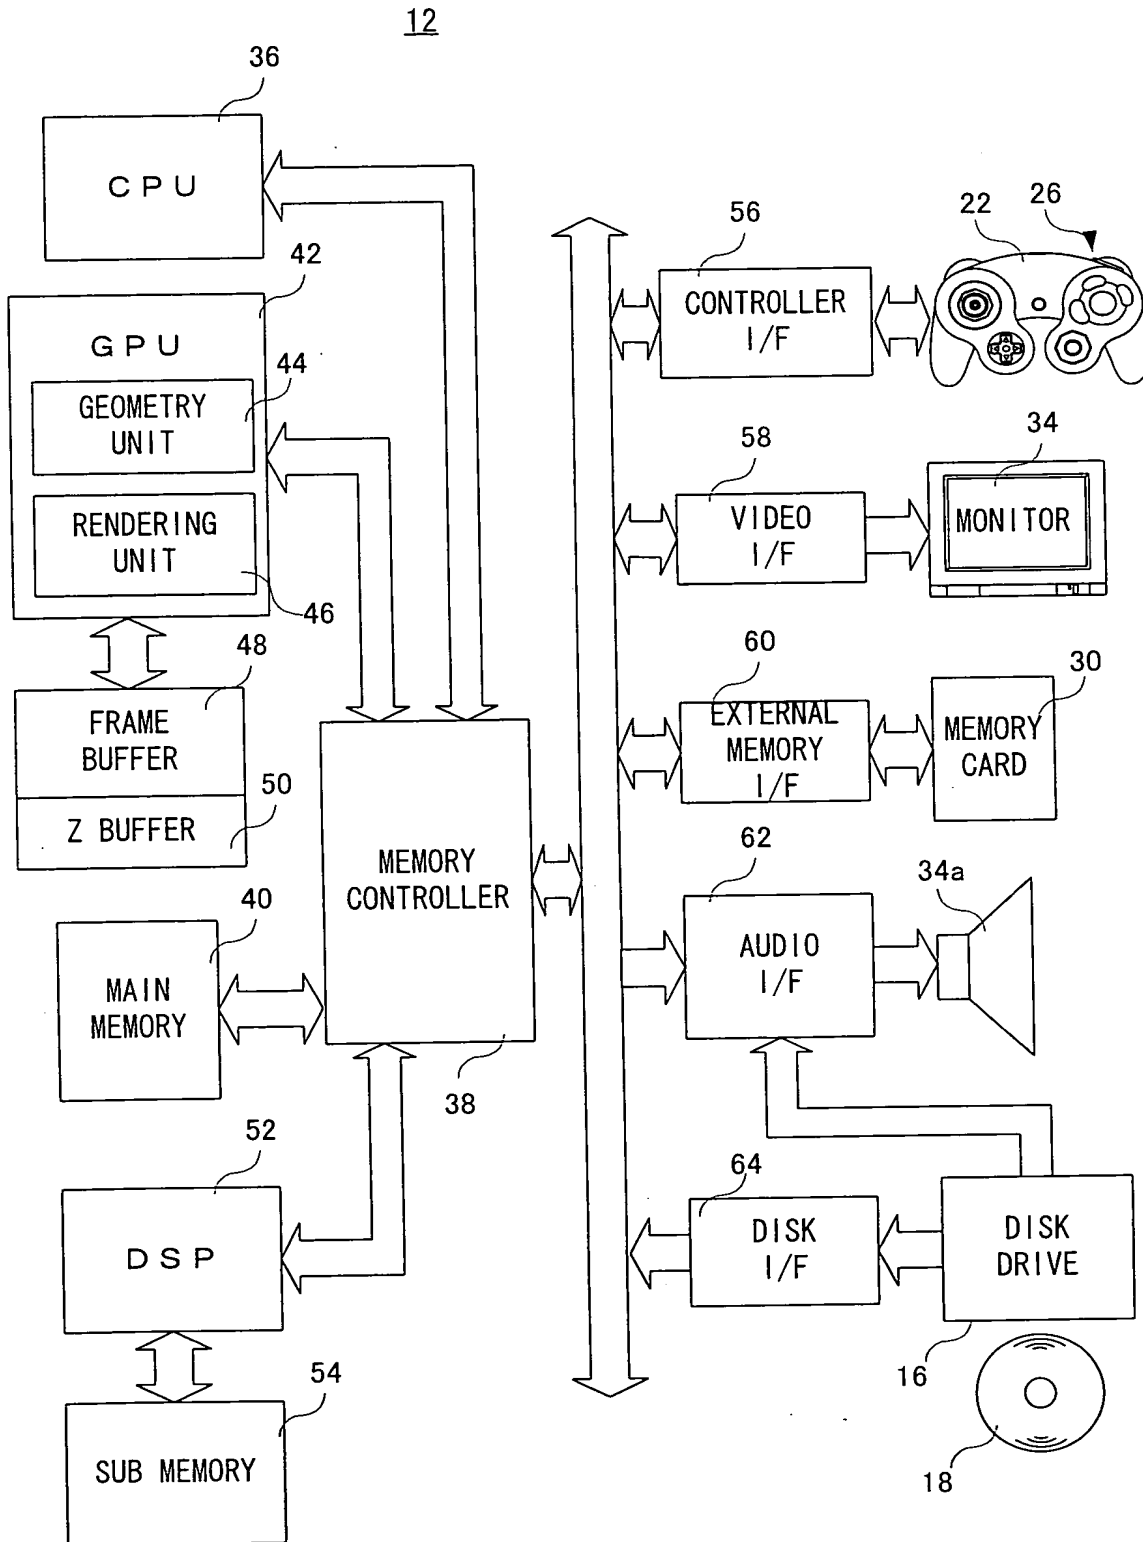 12
36
CPU
42
GPU
44
GEOMETRY
UNIT
RENDERING
UNIT
46
48
FRAME
BUFFER
50
Z BUFFER
40
MAIN
MEMORY
MEMORY
CONTROLLER
38
52
DSP
54
SUB MEMORY
56
CONTROLLER
I/F
22
26
58
VIDEO
I/F
34
MONITOR
60
EXTERNAL
MEMORY
I/F
30
MEMORY
CARD
62
AUDIO
I/F
34a
64
DISK
I/F
DISK
DRIVE
16
18